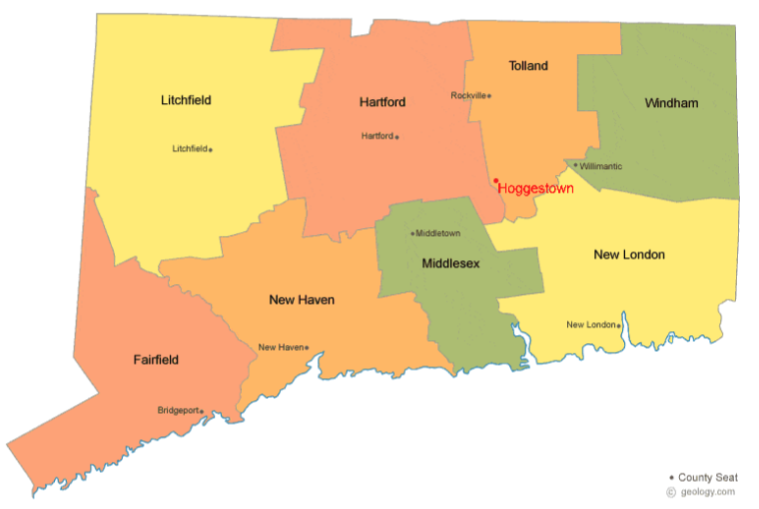 Tolland
Litchfield
Hartford
Rockville
Windham
Hartford
Litchfield
Willimantic
Hoggestown
Middletown
New London
Middlesex
New Haven
New London
New Haven
Fairfield
Bridgeport
County Seat
© geology.com